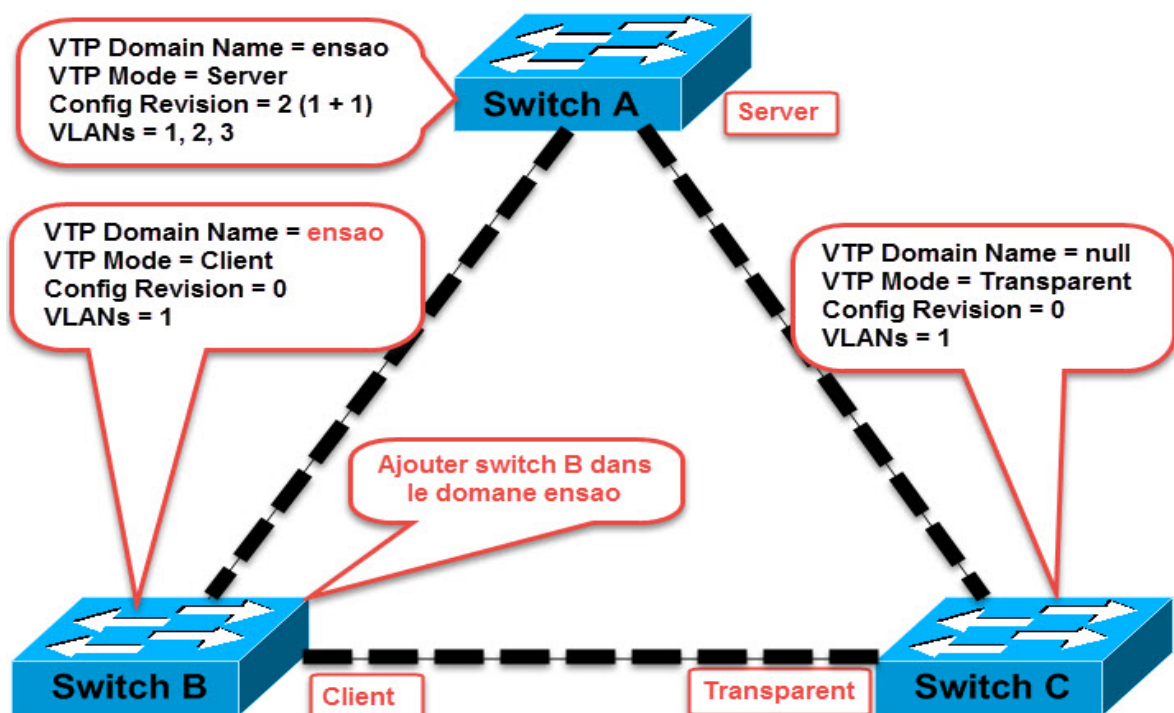 VTP Domain Name = ensao
VTP Mode = Server
Config Revision = 2 (1 + 1)
VLANs = 1, 2, 3
Switch A
Server
VTP Domain Name = ensao
VTP Mode = Client
Config Revision = 0
VLANs = 1
VTP Domain Name = null
VTP Mode = Transparent
Config Revision = 0
VLANs = 1
Ajouter switch B dans
le domane ensao
Switch B
Client
Transparent
Switch C